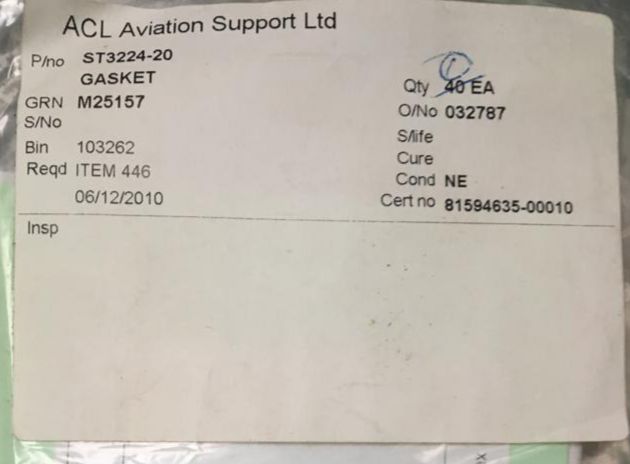 ACL Aviation Support Ltd
P/no ST3224-20
GASKET
Qty 40 EA
GRN M25157
O/No 032787
S/No
S/life
Bin 103262
Cure
Reqd ITEM 446
Cond NE
06/12/2010
Cert no 81594635-00010
Insp